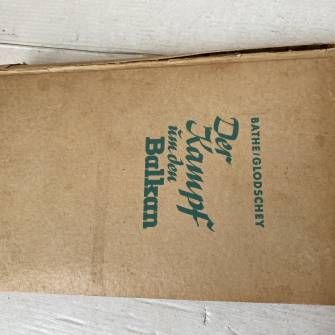 BATHE/GLODSCHEY
Der
Kampf
um den
Balkan